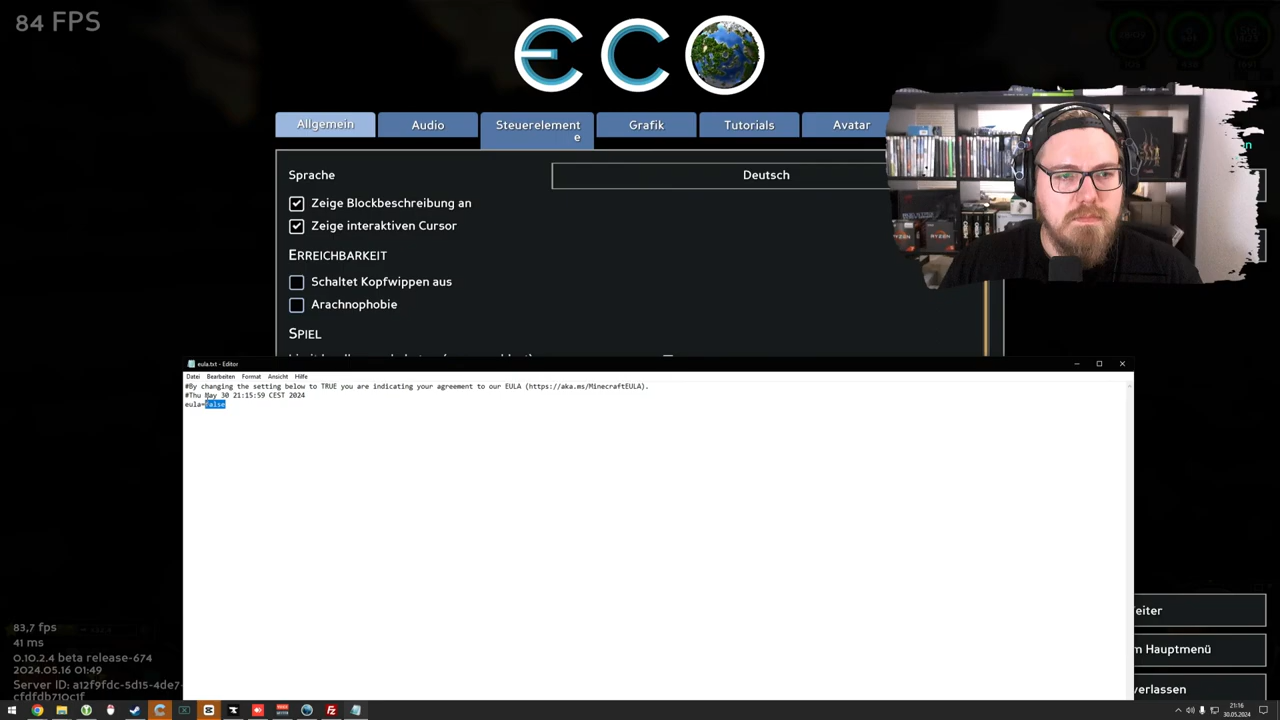 84 FPS
ECO
Allgemein
Audio
Steuerelement
e
Grafik
Tutorials
Avatar
Sprache
Deutsch
Zeige Blockbeschreibung an
Zeige interaktiven Cursor
ERREICHBARKEIT
Schaltet Kopfwippen aus
Arachnophobie
SPIEL
eula.txt - Editor
Datei Bearbeiten Format Ansicht Hilfe
#By changing the setting below to TRUE you are indicating your agreement to our EULA (https://aka.ms/MinecraftEULA).
#Thu May 30 21:15:59 CEST 2024
eula=false
eiter
m Hauptmenü
verlassen
83,7 fps
41 ms
0.10.2.4 beta release-674
2024.05.16 01:49
Server ID: a12f9fdc-5d15-4de7-
cfdfdb710c1f
21:16
30.05.2024